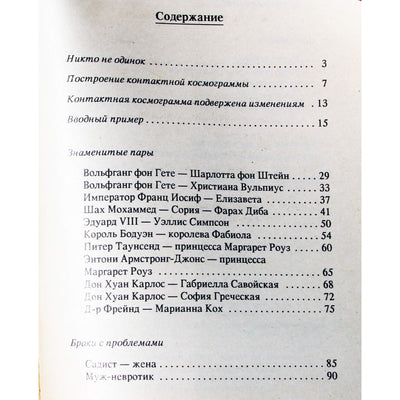 Содержание
Никто не одинок 3
Построение контактной космограммы 7
Контактная космограмма подвержена изменениям 13
Вводный пример 15
Знаменитые пары
Вольфганг фон Гете — Шарлотта фон Штейн 29
Вольфганг фон Гете — Христиана Вульпиус 33
Император Франц Иосиф — Елизавета 37
Шах Мохаммед — Сория — Фарах Диба 41
Эдуард VIII — Уэллис Симпсон 50
Король Бодуэн — королева Фабиола 54
Питер Таунсенд — принцесса Маргарет Роуз 60
Энтони Армстронг-Джонс — принцесса
Маргарет Роуз 65
Дон Хуан Карлос — Габриелла Савойская 68
Дон Хуан Карлос — София Греческая 72
Д-р Фрейнд — Марианна Кох 75
Браки с проблемами
Садист — жена 85
Муж-невротик 90